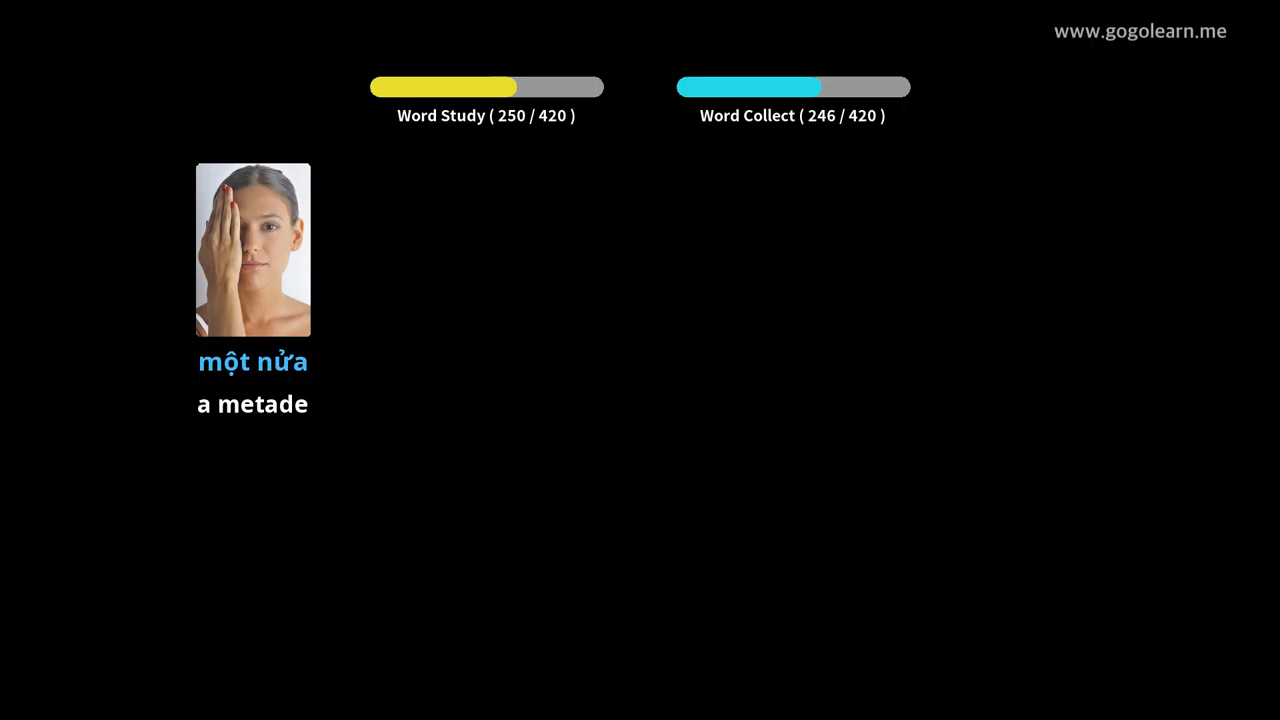 www.gogolearn.me
Word Study ( 250 / 420 )
Word Collect ( 246 / 420 )
một nửa
a metade